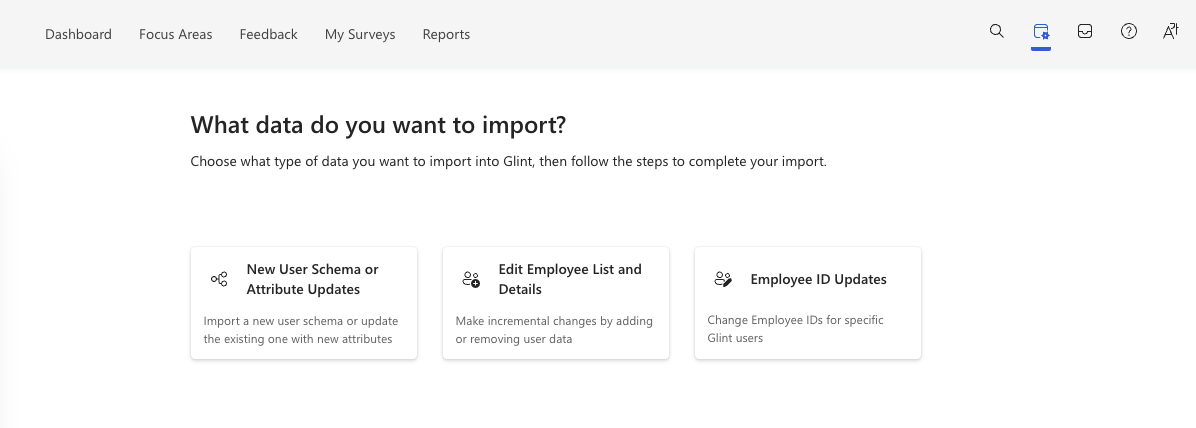 Dashboard Focus Areas Feedback My Surveys Reports
What data do you want to import?
Choose what type of data you want to import into Glint, then follow the steps to complete your import.
New User Schema or
Attribute Updates
Import a new user schema or update
the existing one with new attributes
Edit Employee List and
Details
Make incremental changes by adding
or removing user data
Employee ID Updates
Change Employee IDs for specific
Glint users